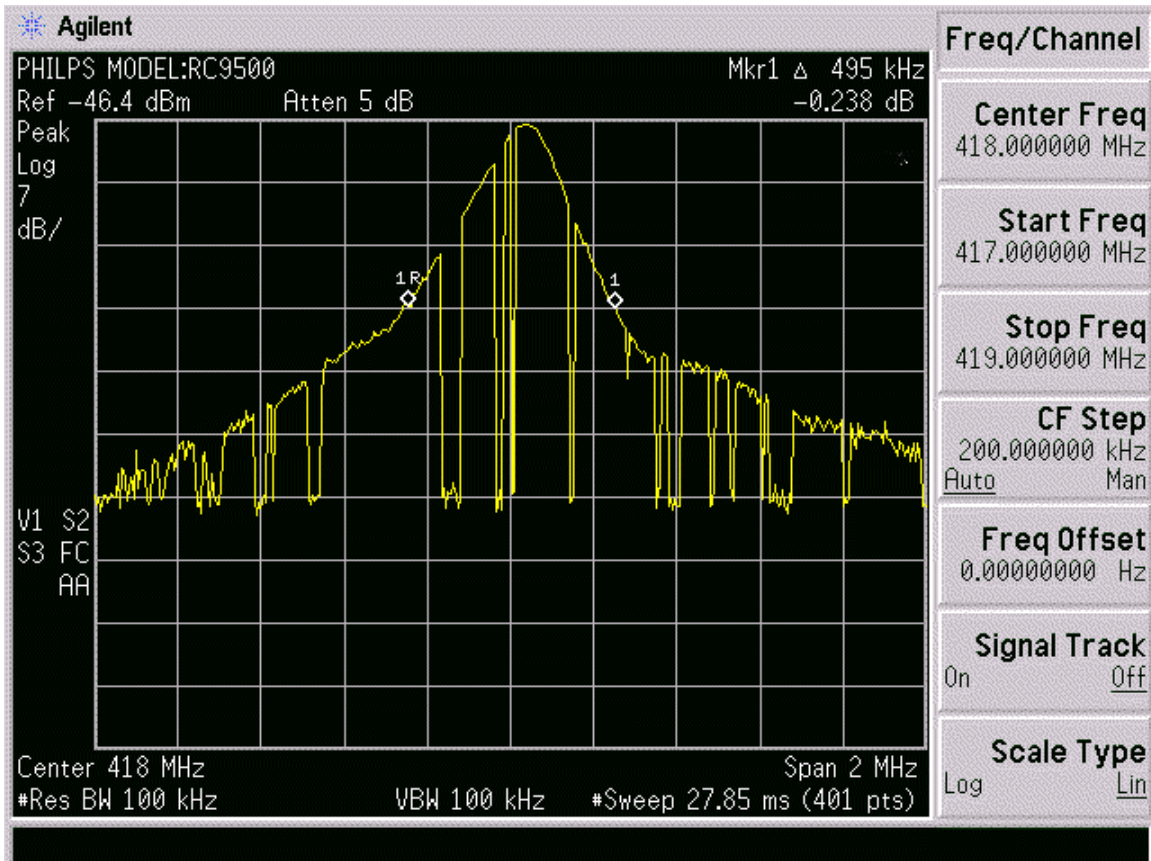 Agilent
PHILPS MODEL:RC9500
Mkr1 Δ 495 kHz
Ref −46.4 dBm Atten 5 dB −0.238 dB
Peak
Log
7
dB/
1R
1
V1 S2
S3 FC
AA
Center 418 MHz Span 2 MHz
#Res BW 100 kHz VBW 100 kHz #Sweep 27.85 ms (401 pts)
Freq/Channel
Center Freq
418.000000 MHz
Start Freq
417.000000 MHz
Stop Freq
419.000000 MHz
CF Step
200.000000 kHz
Auto Man
Freq Offset
0.00000000 Hz
Signal Track
On Off
Scale Type
Log Lin